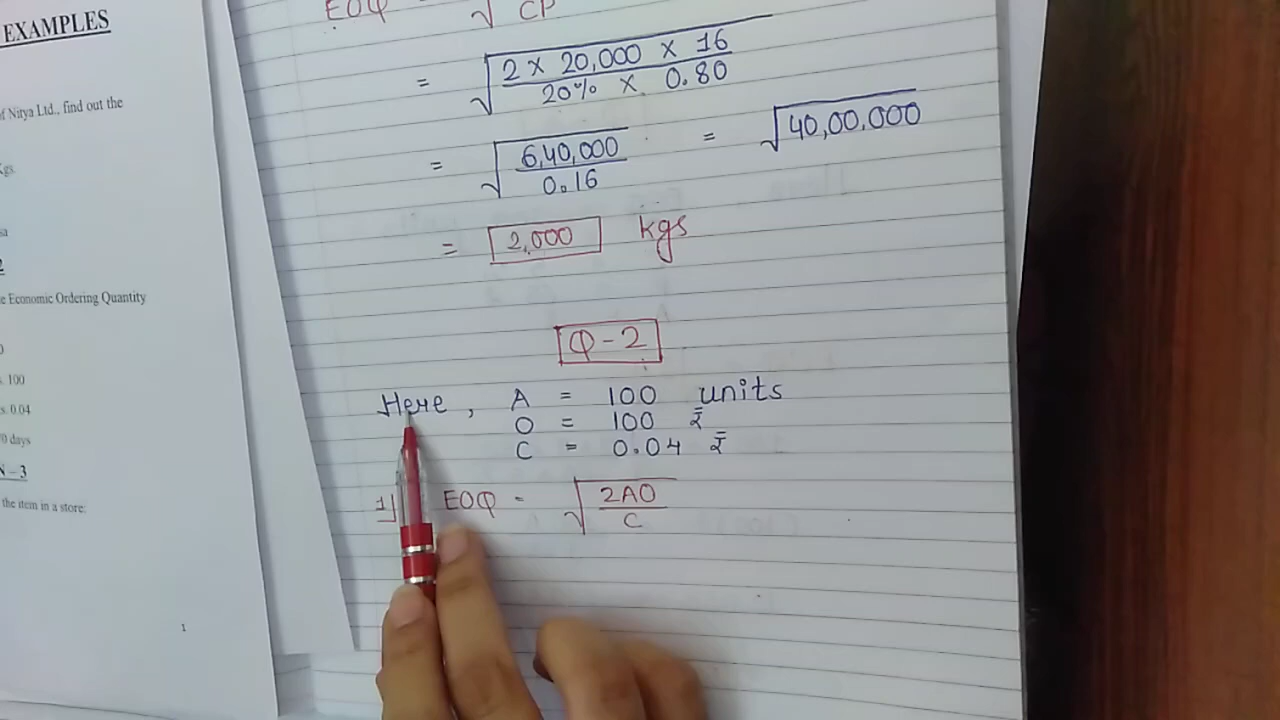 EXAMPLES
of Nitya Ltd., find out the
Kgs.
e Economic Ordering Quantity
. 100
s. 0.04
0 days
N – 3
the item in a store:
1
EOQ = √ CP
= √ 2 x 20,000 x 16
20% x 0.80
= √ 6,40,000 = √ 40,00,000
0.16
= 2,000 kgs
Q - 2
Here, A = 100 units
O = 100 ₹
C = 0.04 ₹
1] EOQ = √ 2AO
C